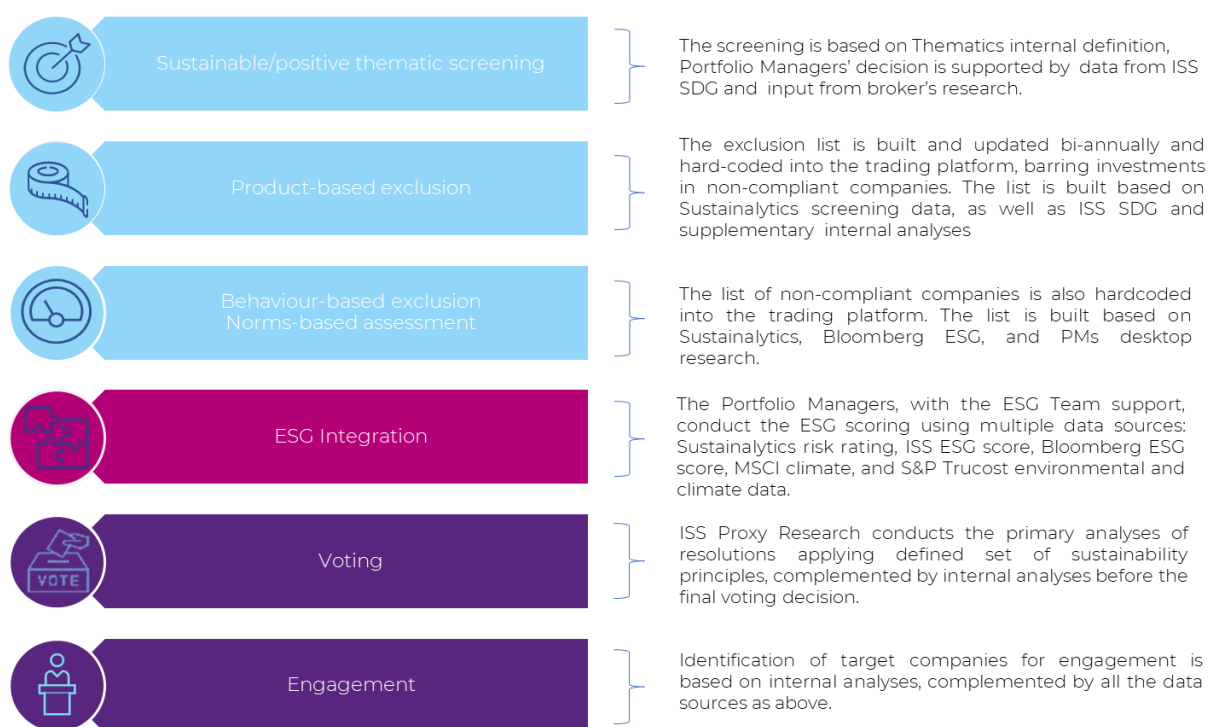 Sustainable/positive thematic screening
The screening is based on Thematics internal definition,
Portfolio Managers' decision is supported by data from ISS
SDG and input from broker's research.
Product-based exclusion
The exclusion list is built and updated bi-annually and
hard-coded into the trading platform, barring investments
in non-compliant companies. The list is built based on
Sustainalytics screening data, as well as ISS SDG and
supplementary internal analyses
Behaviour-based exclusion
Norms-based assessment
The list of non-compliant companies is also hardcoded
into the trading platform. The list is built based on
Sustainalytics, Bloomberg ESG, and PMs desktop
research.
ESG Integration
The Portfolio Managers, with the ESG Team support,
conduct the ESG scoring using multiple data sources:
Sustainalytics risk rating, ISS ESG score, Bloomberg ESG
score, MSCI climate, and S&P Trucost environmental and
climate data.
VOTE
Voting
ISS Proxy Research conducts the primary analyses of
resolutions applying defined set of sustainability
principles, complemented by internal analyses before the
final voting decision.
Engagement
Identification of target companies for engagement is
based on internal analyses, complemented by all the data
sources as above.